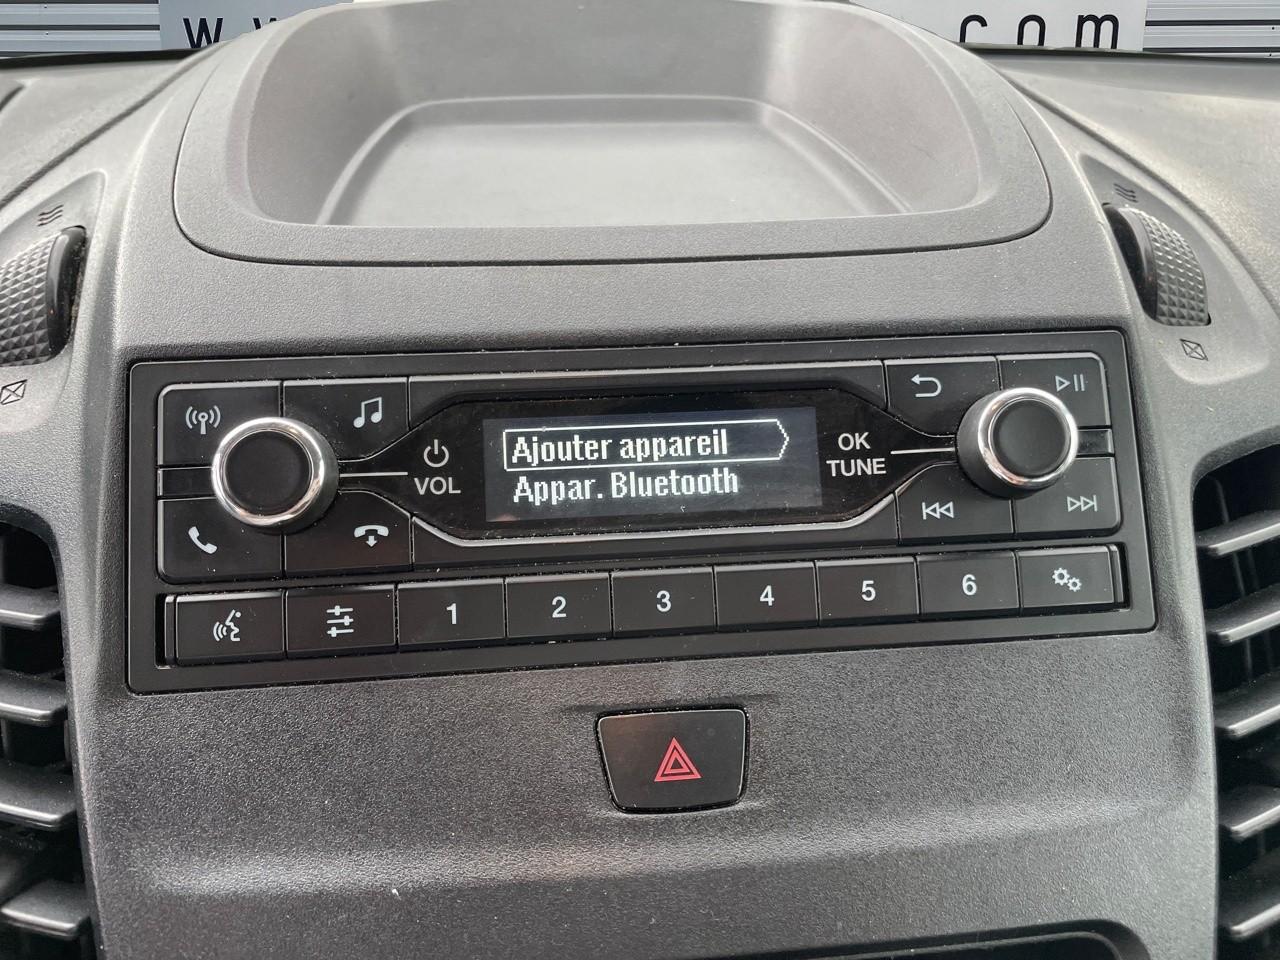 w
.com
Ajouter appareil
Appar. Bluetooth
VOL
OK
TUNE
1 2 3 4 5 6